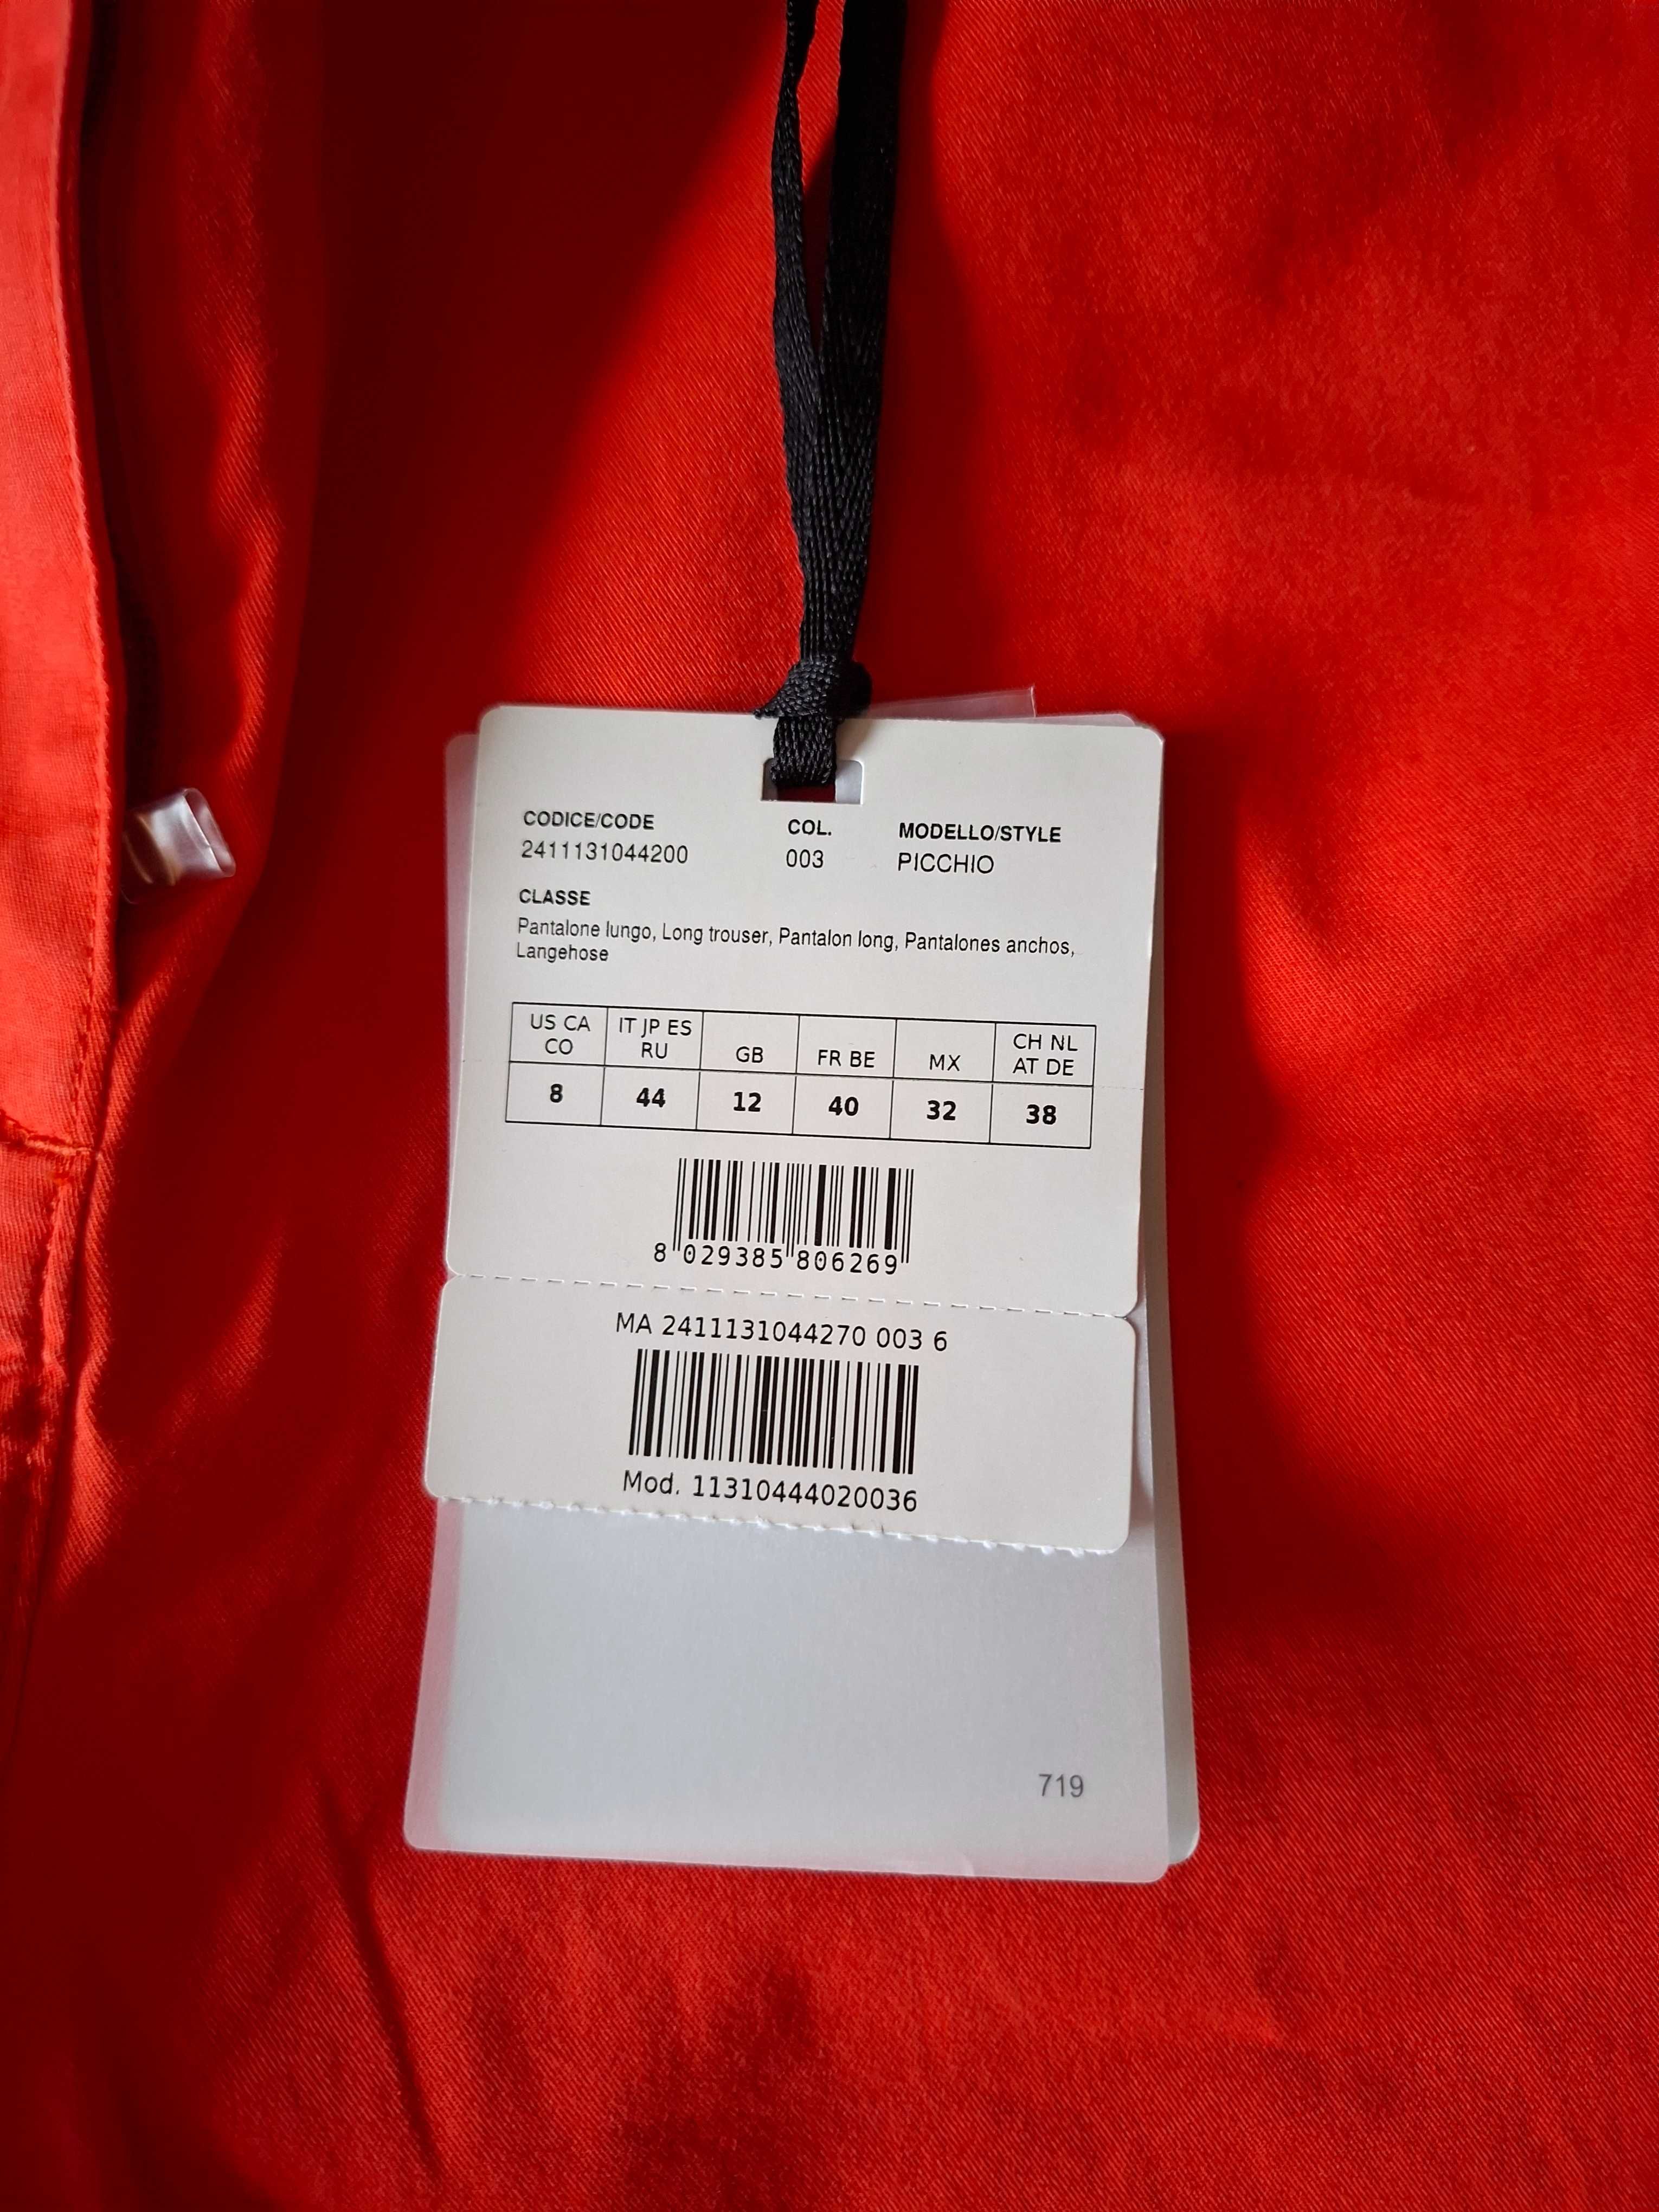 CODICE/CODE COL. MODELLO/STYLE
2411131044200 003 PICCHIO
CLASSE
Pantalone lungo, Long trouser, Pantalon long, Pantalones anchos,
Langehose
US CA CO IT JP ES RU GB FR BE MX CH NL AT DE
8 44 12 40 32 38
8 029385 806269
MA 2411131044270 003 6
Mod. 11310444020036
719